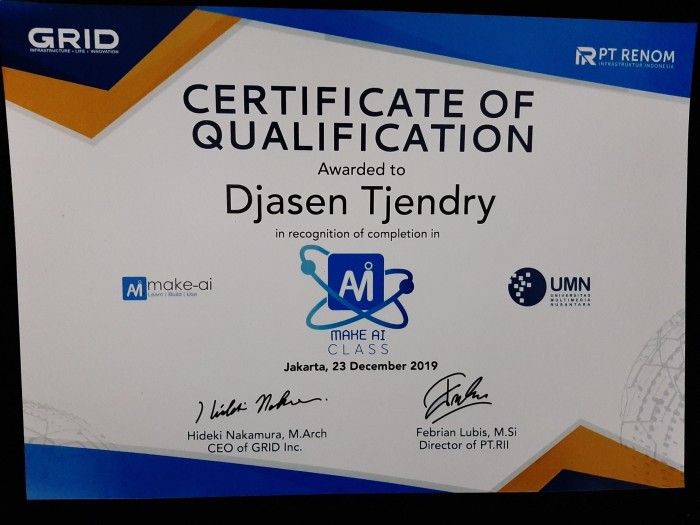 GRID
INFRASTRUCTURE • LIFE • INNOVATION
PT RENOM
INFRASTRUKTUR INDONESIA
CERTIFICATE OF
QUALIFICATION
Awarded to
Djasen Tjendry
in recognition of completion in
AI
make-ai
Learn / Build / Use
AI
MAKE AI
CLASS
UMN
UNIVERSITAS
MULTIMEDIA
NUSANTARA
Jakarta, 23 December 2019
Hideki Nakamura, M.Arch
CEO of GRID Inc.
Febrian Lubis, M.Si
Director of PT.RII